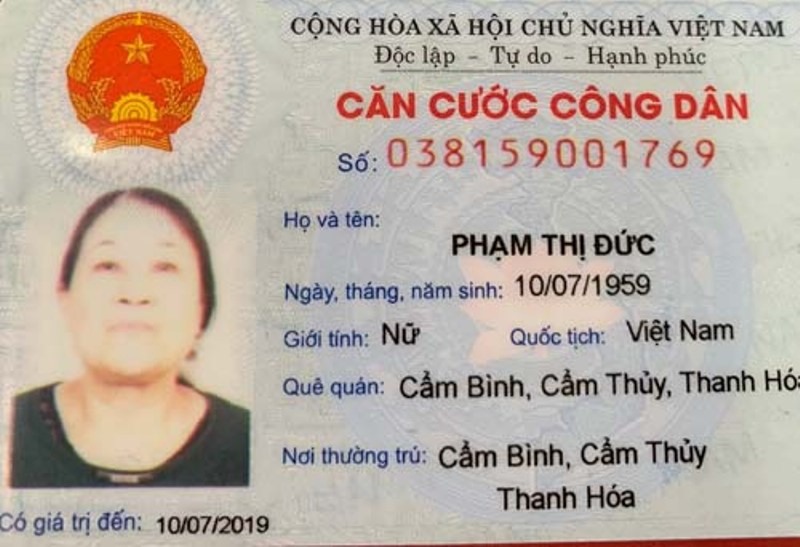 CỘNG HÒA XÃ HỘI CHỦ NGHĨA VIỆT NAM
Độc lập - Tự do - Hạnh phúc
CĂN CƯỚC CÔNG DÂN
Số: 038159001769
Họ và tên:
PHẠM THỊ ĐỨC
Ngày, tháng, năm sinh: 10/07/1959
Giới tính: Nữ Quốc tịch: Việt Nam
Quê quán: Cẩm Bình, Cẩm Thủy, Thanh Hóa
Nơi thường trú: Cẩm Bình, Cẩm Thủy
Thanh Hóa
Có giá trị đến: 10/07/2019
VIỆT NAM